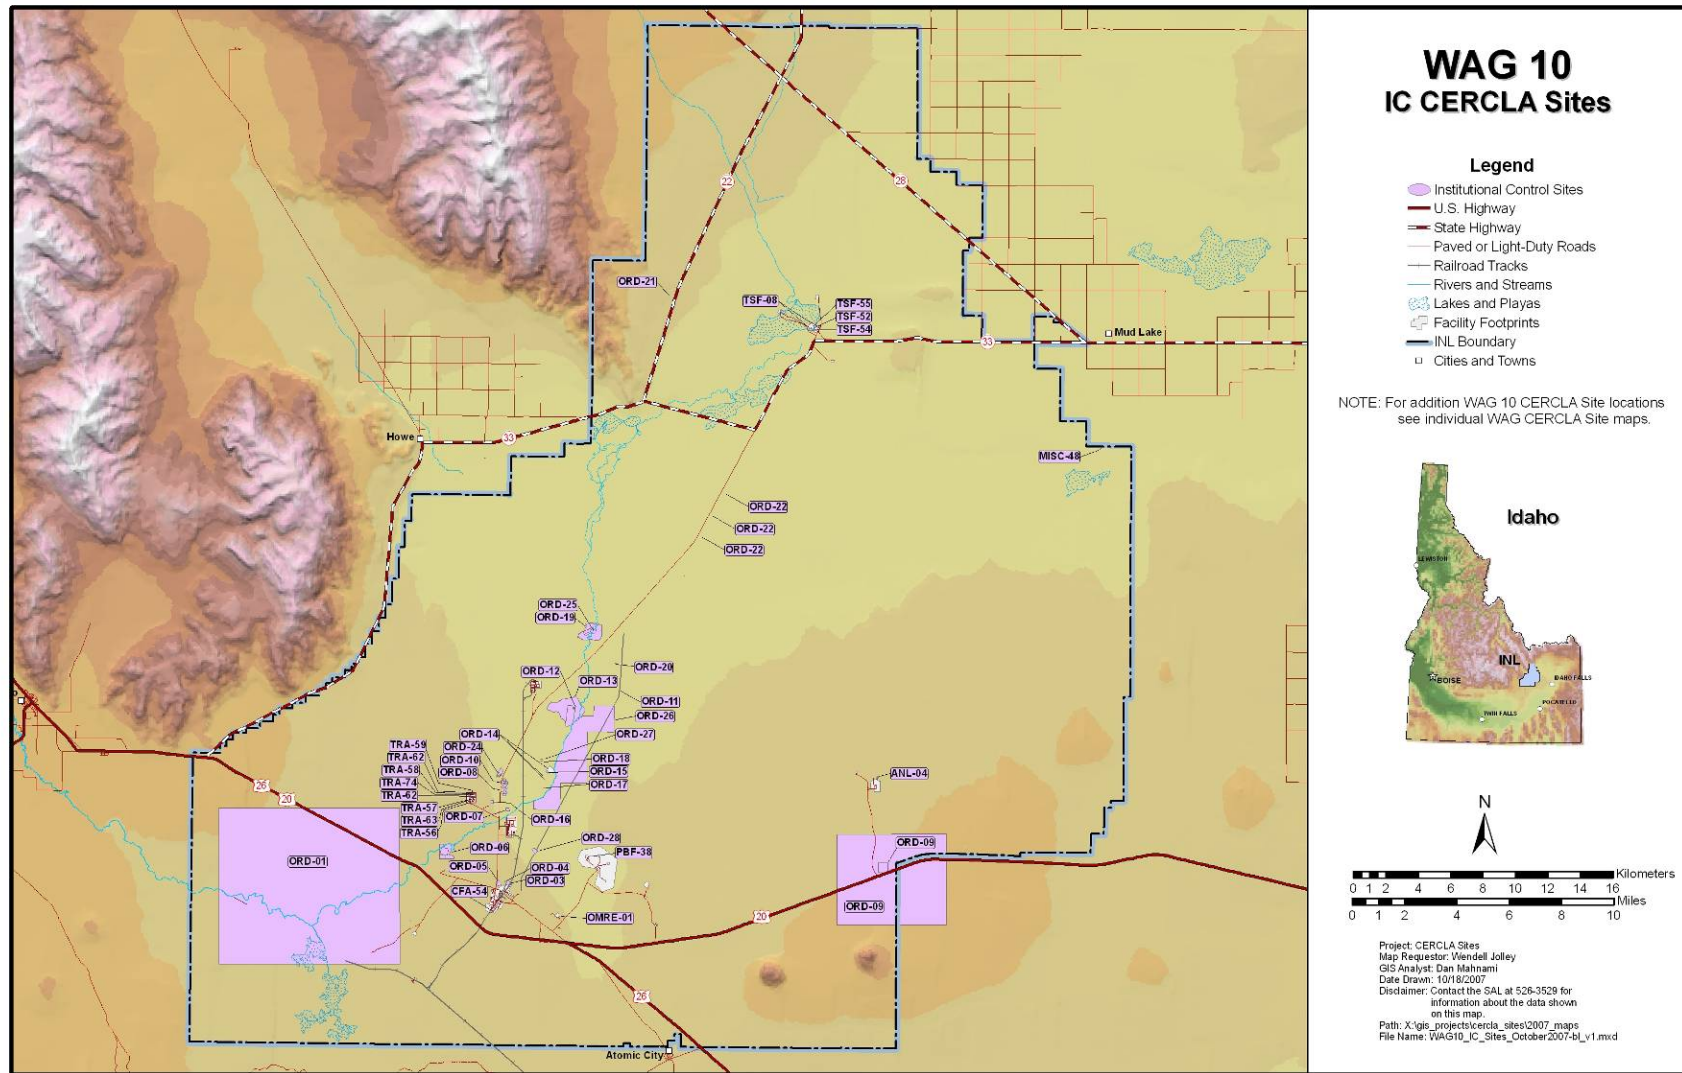 WAG 10
IC CERCLA Sites
Legend
Institutional Control Sites
U.S. Highway
State Highway
Paved or Light-Duty Roads
Railroad Tracks
Rivers and Streams
Lakes and Playas
Facility Footprints
INL Boundary
Cities and Towns
NOTE: For addition WAG 10 CERCLA Site locations
see individual WAG CERCLA Site maps.
Idaho
LEWISTON
INL
BOISE
IDAHO FALLS
POCATELLO
TWIN FALLS
N
0 1 2 4 6 8 10 12 14 16 Kilometers
0 1 2 4 6 8 10 Miles
Project: CERCLA Sites
Map Requestor: Wendell Jolley
GIS Analyst: Dan Mahnami
Date Drawn: 10/18/2007
Disclaimer: Contact the SAL at 526-3529 for
information about the data shown
on this map.
Path: X:\gis_projects\cercla_sites\2007_maps
File Name: WAG10_IC_Sites_October2007-bl_v1.mxd
22
28
ORD-21
TSF-08
TSF-55
TSF-52
TSF-54
Mud Lake
33
Howe
33
MISC-48
ORD-22
ORD-22
ORD-22
ORD-25
ORD-19
ORD-20
ORD-12
ORD-13
ORD-11
ORD-26
ORD-14
ORD-27
TRA-59
ORD-24
TRA-62
ORD-10
ORD-18
TRA-58
ORD-08
ORD-15
TRA-74
ORD-17
TRA-62
ANL-04
26
20
TRA-57
ORD-07
TRA-63
ORD-16
TRA-56
ORD-28
ORD-09
ORD-06
PBF-38
ORD-01
ORD-05
ORD-04
ORD-03
CFA-54
ORD-09
OMRE-01
20
26
Atomic City